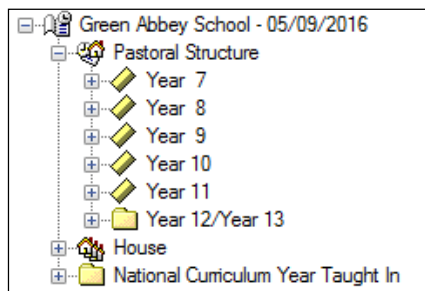 Green Abbey School - 05/09/2016
Pastoral Structure
Year 7
Year 8
Year 9
Year 10
Year 11
Year 12/Year 13
House
National Curriculum Year Taught In